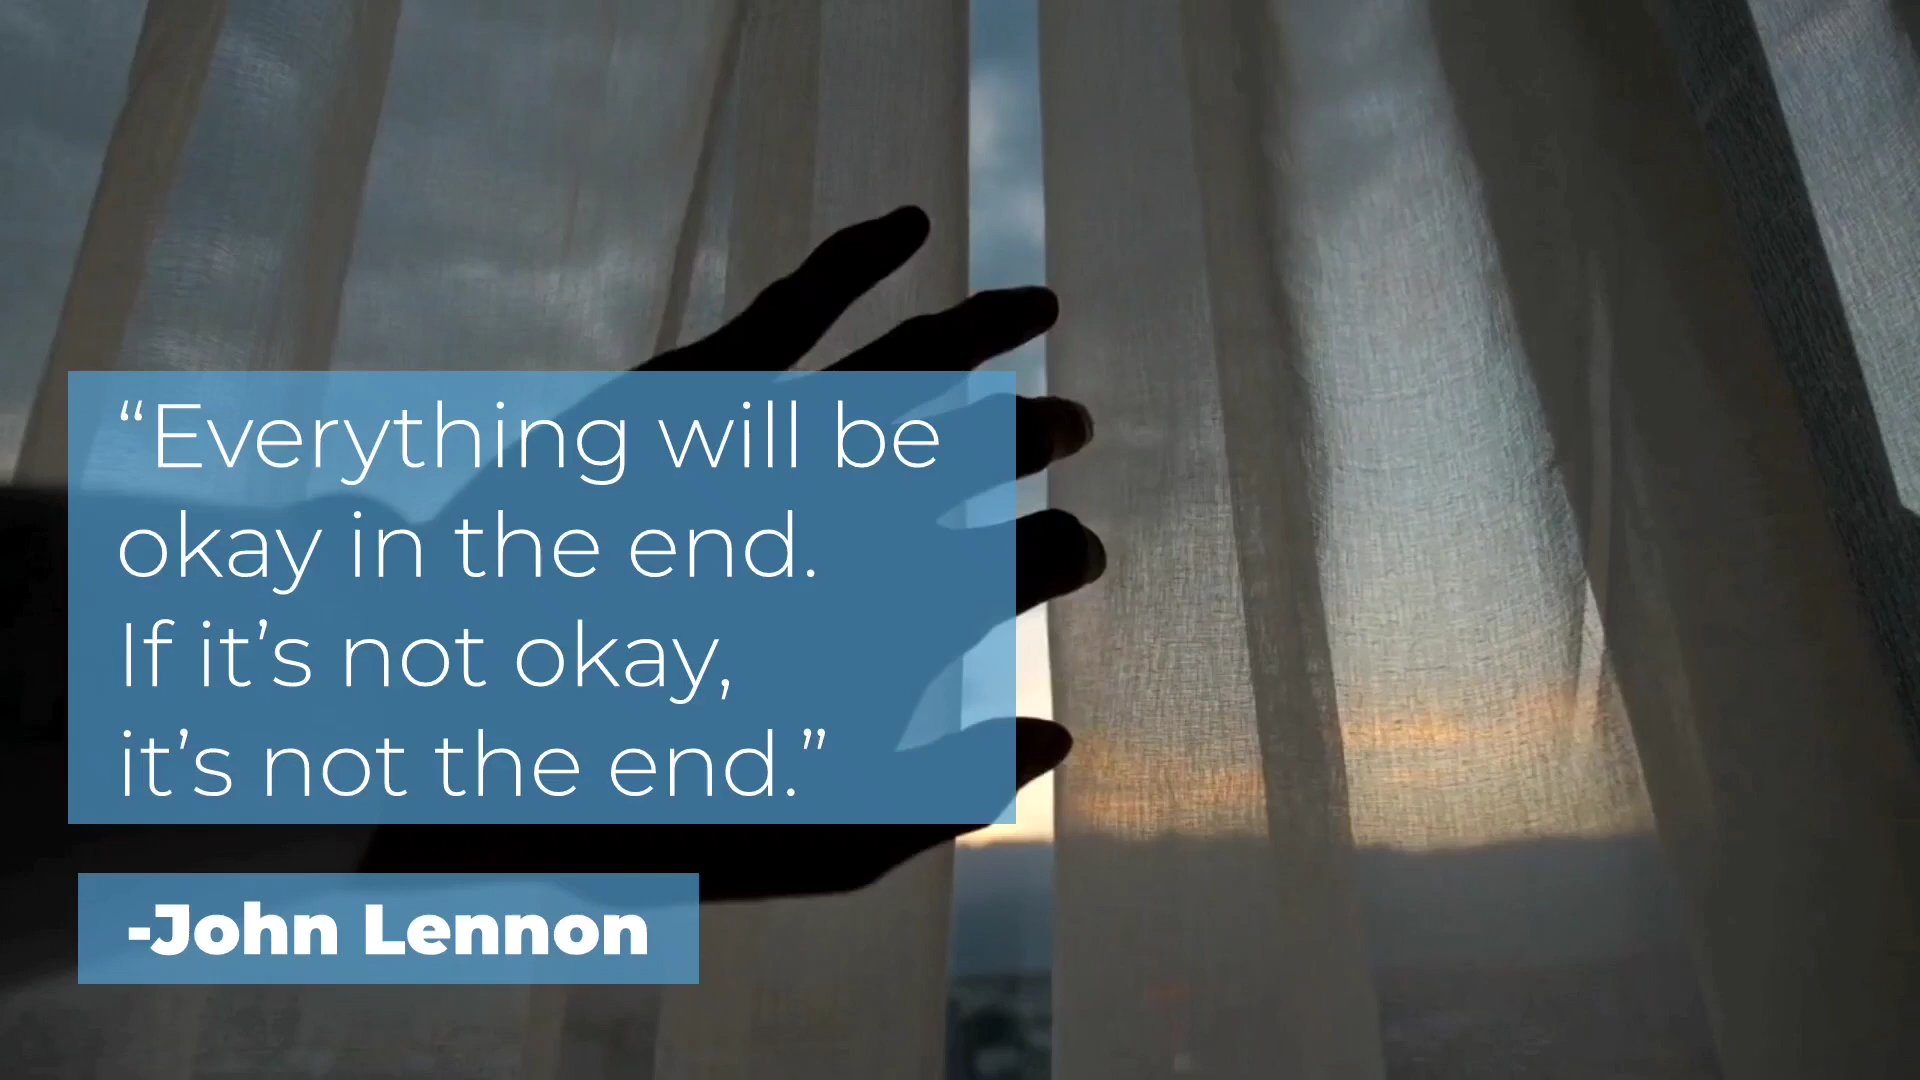 “Everything will be
okay in the end.
If it’s not okay,
it’s not the end.”
-John Lennon